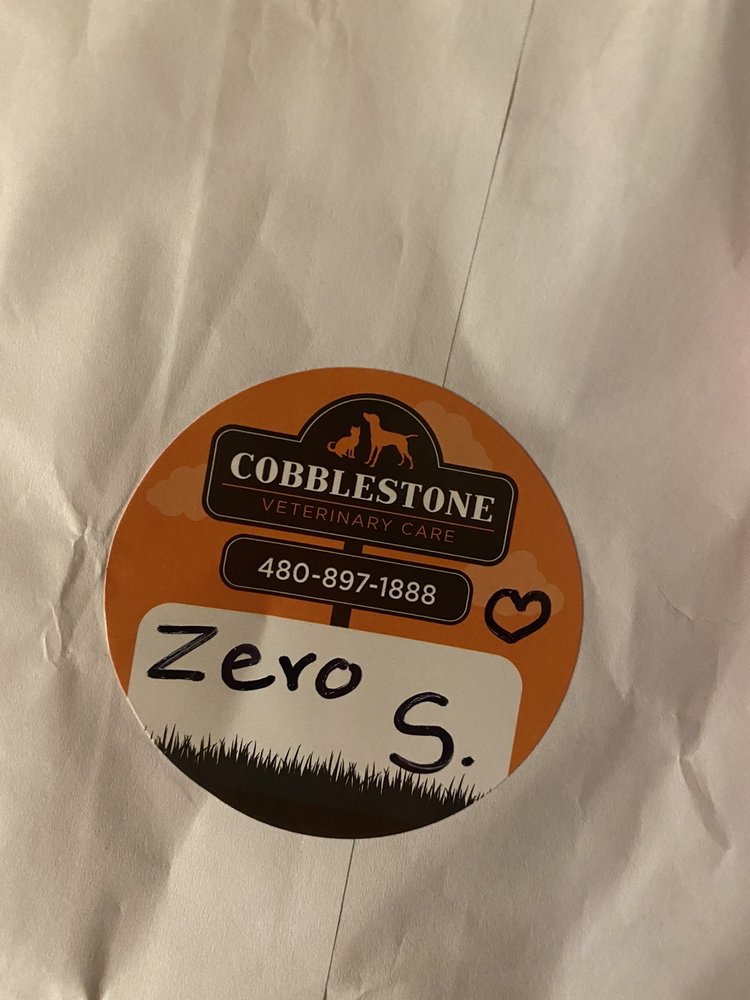 COBBLESTONE
VETERINARY CARE
480-897-1888
Zero S.